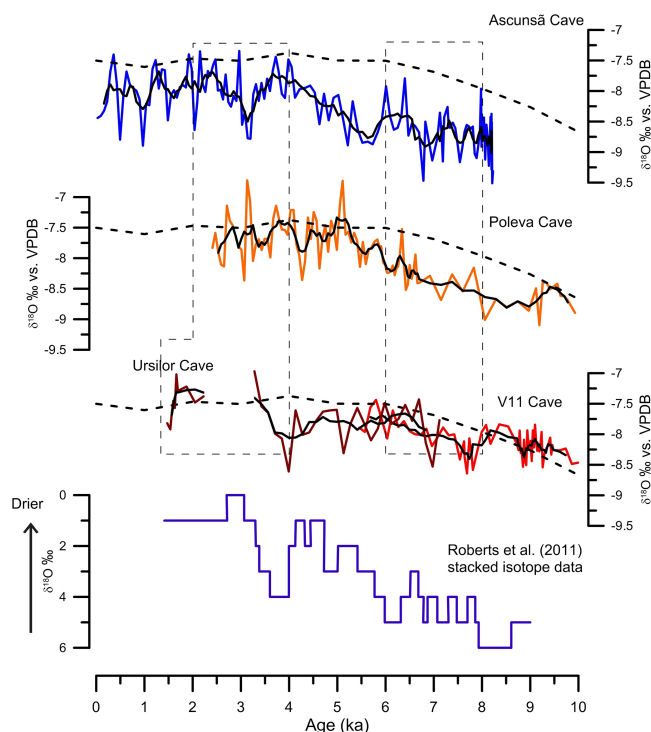 Ascunsã Cave
-7
-7.5
-8
-8.5
-9
-9.5
δ¹⁸O ‰ vs. VPDB
Poleva Cave
-7
-7.5
-8
-8.5
-9
-9.5
δ¹⁸O ‰ vs. VPDB
Ursilor Cave
V11 Cave
-7
-7.5
-8
-8.5
-9
-9.5
δ¹⁸O ‰ vs. VPDB
Drier
0
2
4
6
δ¹⁸O ‰
Roberts et al. (2011)
stacked isotope data
0 1 2 3 4 5 6 7 8 9 10
Age (ka)